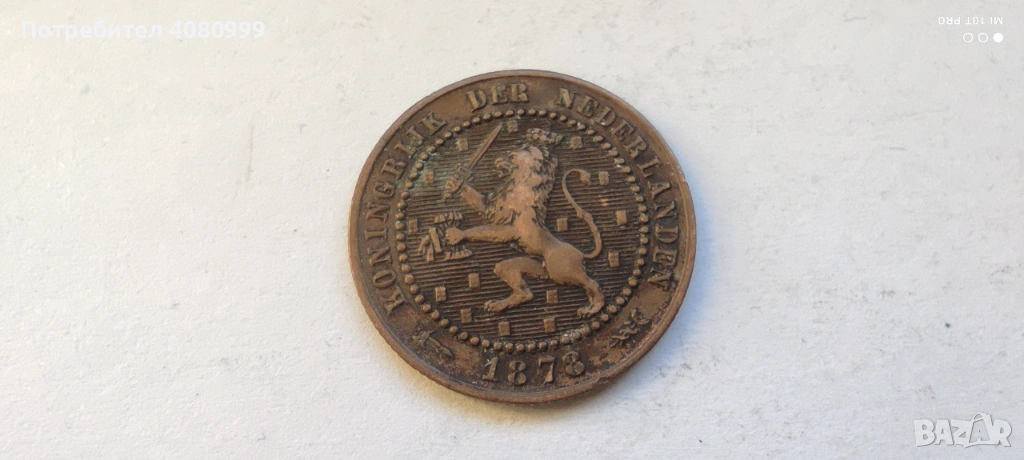 Потребител 4080999
MI 10T PRO
KONINGRIJK DER NEDERLANDEN
1878
BAZAR